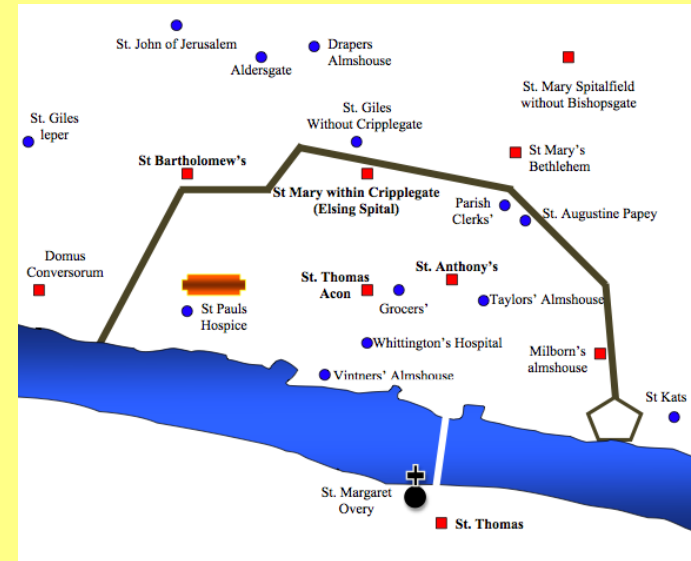 St. John of Jerusalem
Aldersgate
Drapers
Almshouse
St. Mary Spitalfield
without Bishopsgate
St. Giles
leper
St. Giles
Without Cripplegate
St Bartholomew's
St Mary's
Bethlehem
St Mary within Cripplegate
(Elsing Spital)
Parish
Clerks'
St. Augustine Papey
Domus
Conversorum
St. Thomas
Acon
St. Anthony's
St Pauls
Hospice
Grocers'
Taylors' Almshouse
Whittington's Hospital
Milborn's
almshouse
Vintners' Almshouse
St Kats
St. Margaret
Overy
St. Thomas